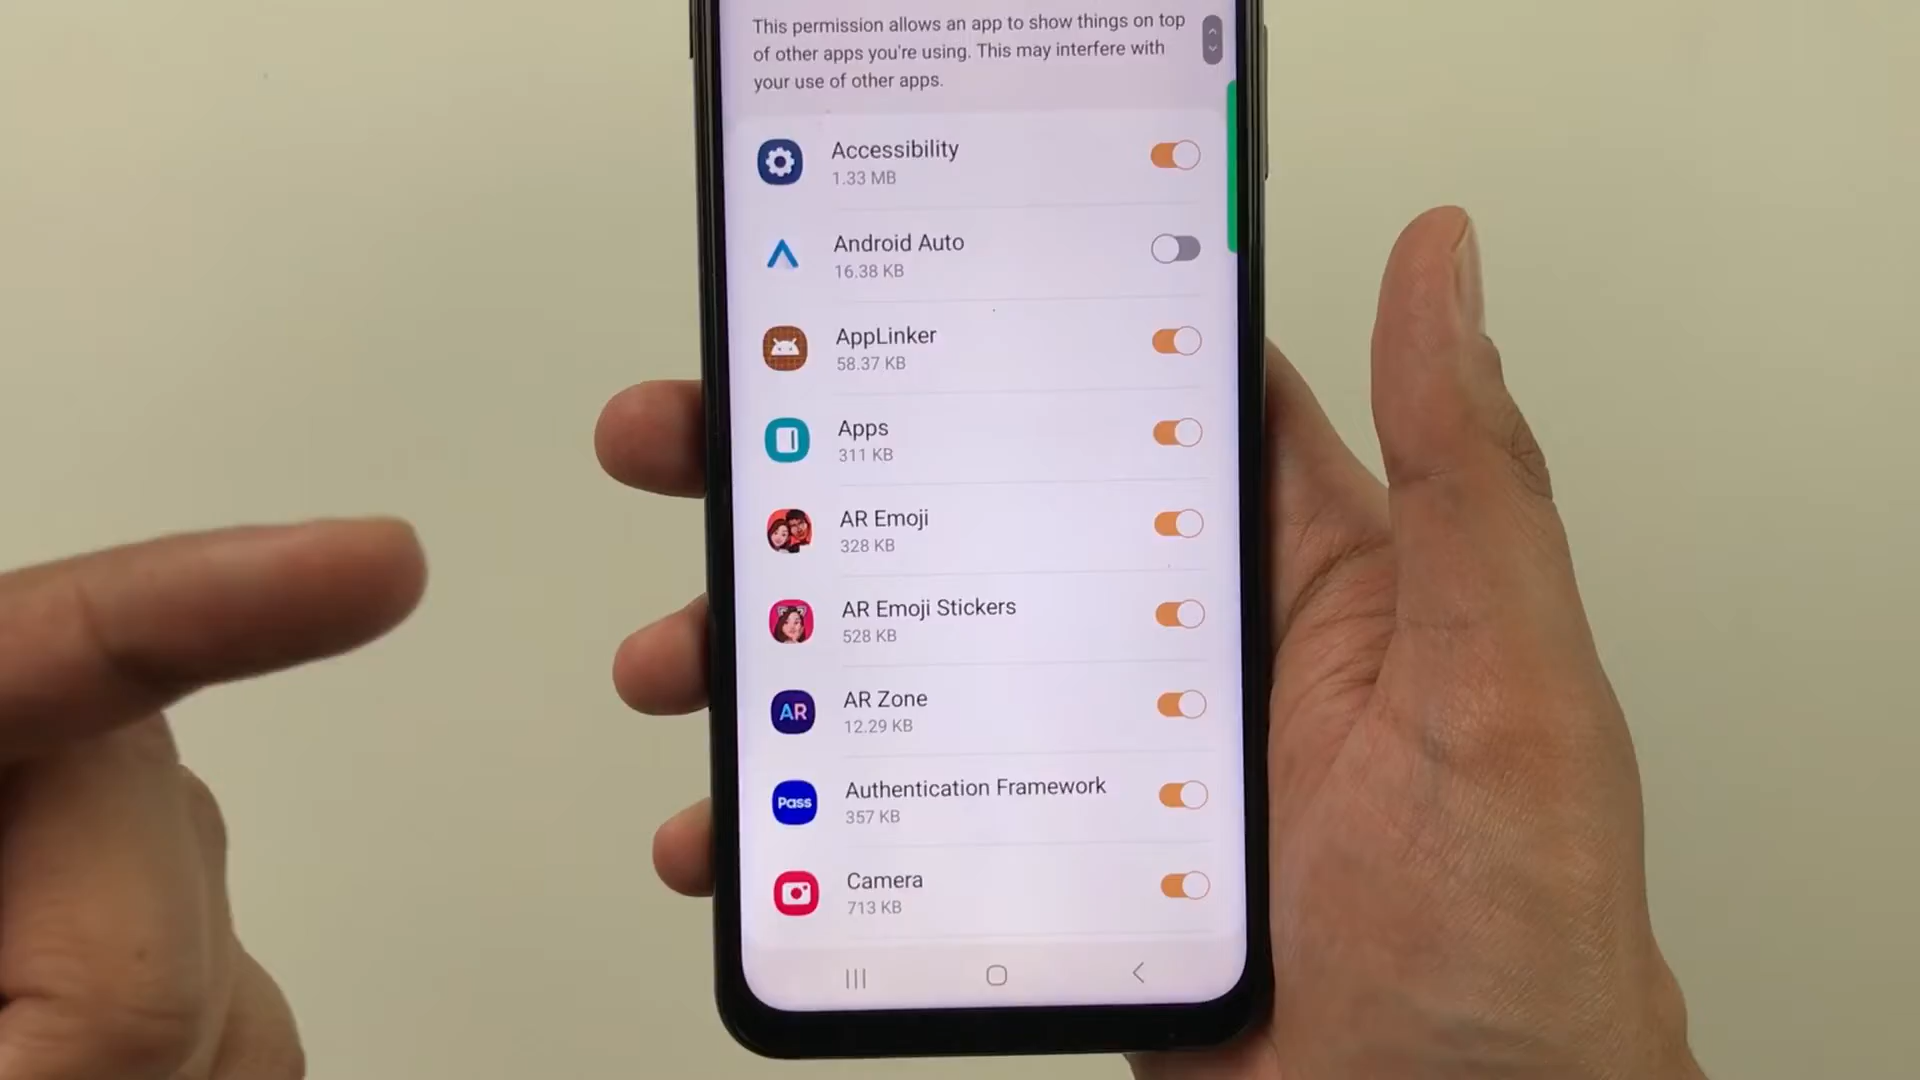 This permission allows an app to show things on top
of other apps you're using. This may interfere with
your use of other apps.
Accessibility
1.33 MB
Android Auto
16.38 KB
AppLinker
58.37 KB
Apps
311 KB
AR Emoji
328 KB
AR Emoji Stickers
528 KB
AR
AR Zone
12.29 KB
Pass
Authentication Framework
357 KB
Camera
713 KB